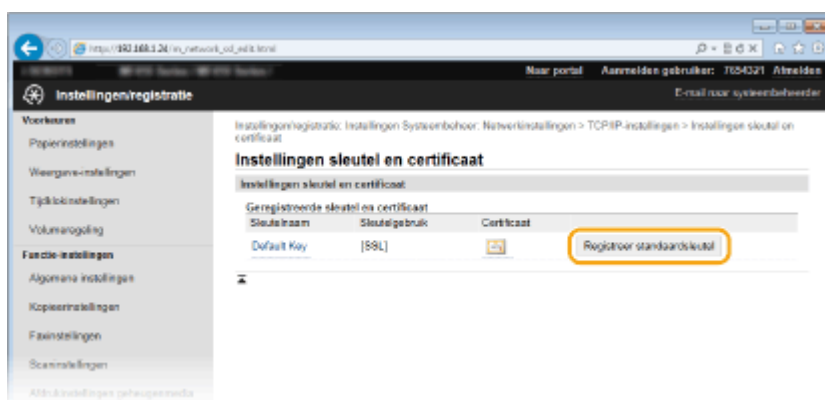 http://192.168.1.24/m_network_ssl_edit.html
Naar portal Aanmelden gebruiker: 7654321 Afmelden
Instellingen/registratie
E-mail naar systeembeheerder
Voorkeuren
Papierinstellingen
Weergave-instellingen
Tijdklokinstellingen
Volumeregeling
Functie-instellingen
Algemene instellingen
Kopieerinstellingen
Faxinstellingen
Scaninstellingen
Afdrukinstellingen geheugenmedia
Instellingen/registratie: Instellingen Systeembeheer: Netwerkinstellingen > TCP/IP-instellingen > Instellingen sleutel en
certificaat
Instellingen sleutel en certificaat
Instellingen sleutel en certificaat
Geregistreerde sleutel en certificaat
Sleutelnaam Sleutelgebruik Certificaat
Default Key [SSL] Registreer standaardsleutel